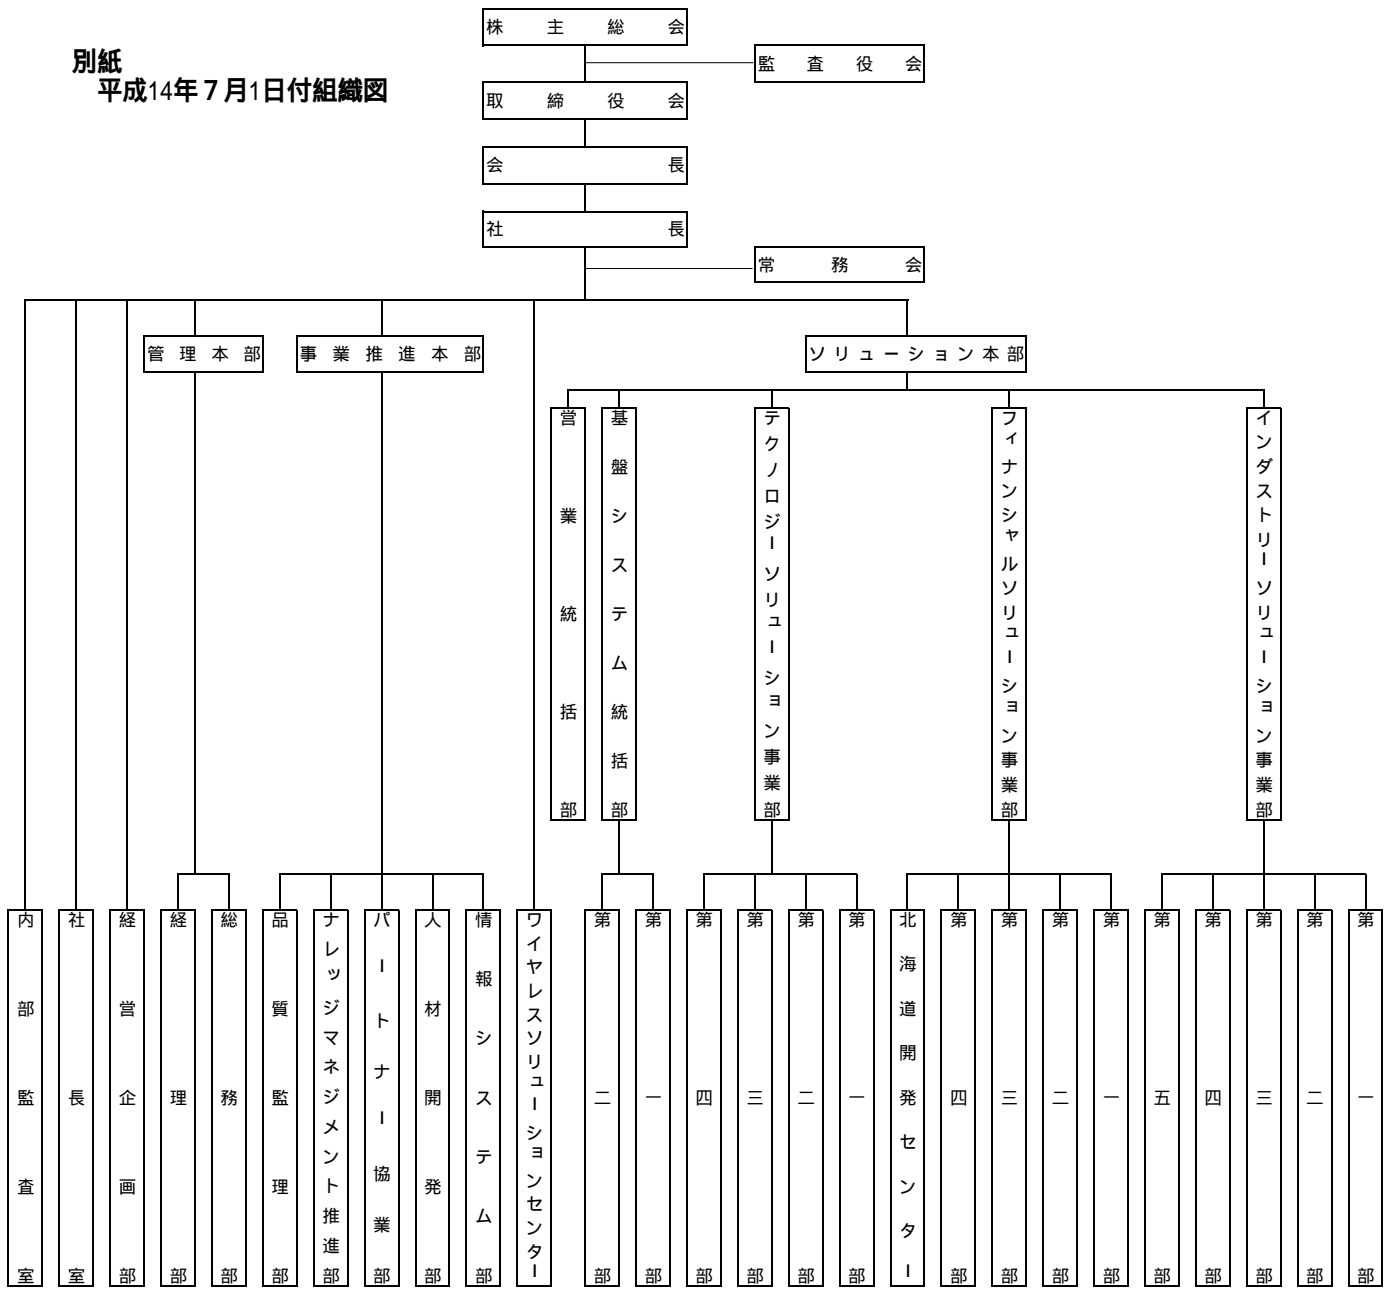 別紙
平成14年７月1日付組織図
株主総会
監査役会
取締役会
会長
社長
常務会
管理本部
事業推進本部
ソリューション本部
営業統括部
基盤システム統括部
テクノロジーソリューション事業部
フィナンシャルソリューション事業部
インダストリーソリューション事業部
内部監査室
社長室
経営企画部
経理部
総務部
品質監理部
ナレッジマネジメント推進部
パートナー協業部
人材開発部
情報システム部
ワイヤレスソリューションセンター
第二部
第一部
第四部
第三部
第二部
第一部
北海道開発センター
第四部
第三部
第二部
第一部
第五部
第四部
第三部
第二部
第一部